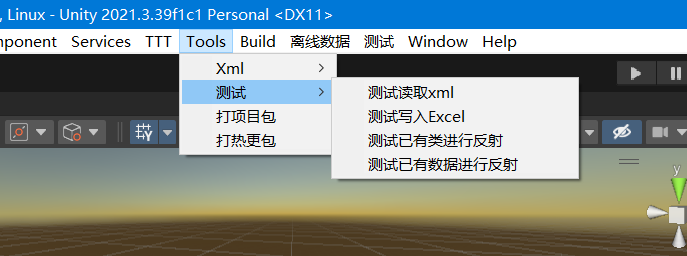 , Linux - Unity 2021.3.39f1c1 Personal <DX11>
mponent Services TTT Tools Build 离线数据 测试 Window Help
Xml
测试
打项目包
打热更包
测试读取xml
测试写入Excel
测试已有类进行反射
测试已有数据进行反射
y
x